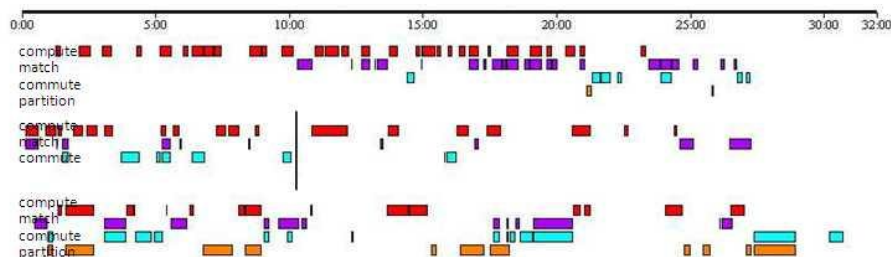 0:00 5:00 10:00 15:00 20:00 25:00 30:00 32:00
compute
match
commute
partition
compute
match
commute
compute
match
commute
partition